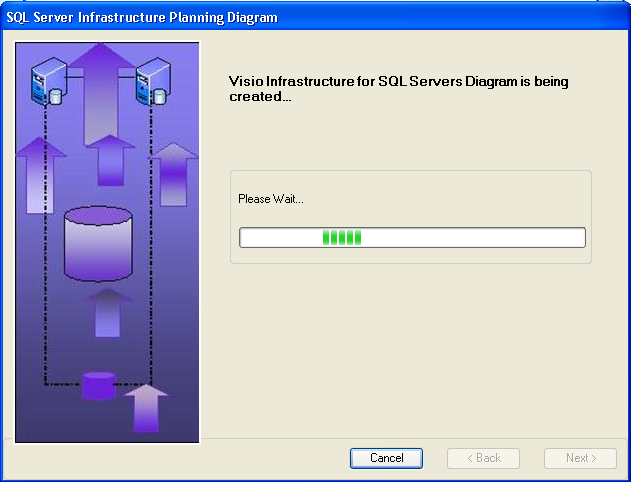 SQL Server Infrastructure Planning Diagram
Visio Infrastructure for SQL Servers Diagram is being
created...
Please Wait...
Cancel
< Back
Next >